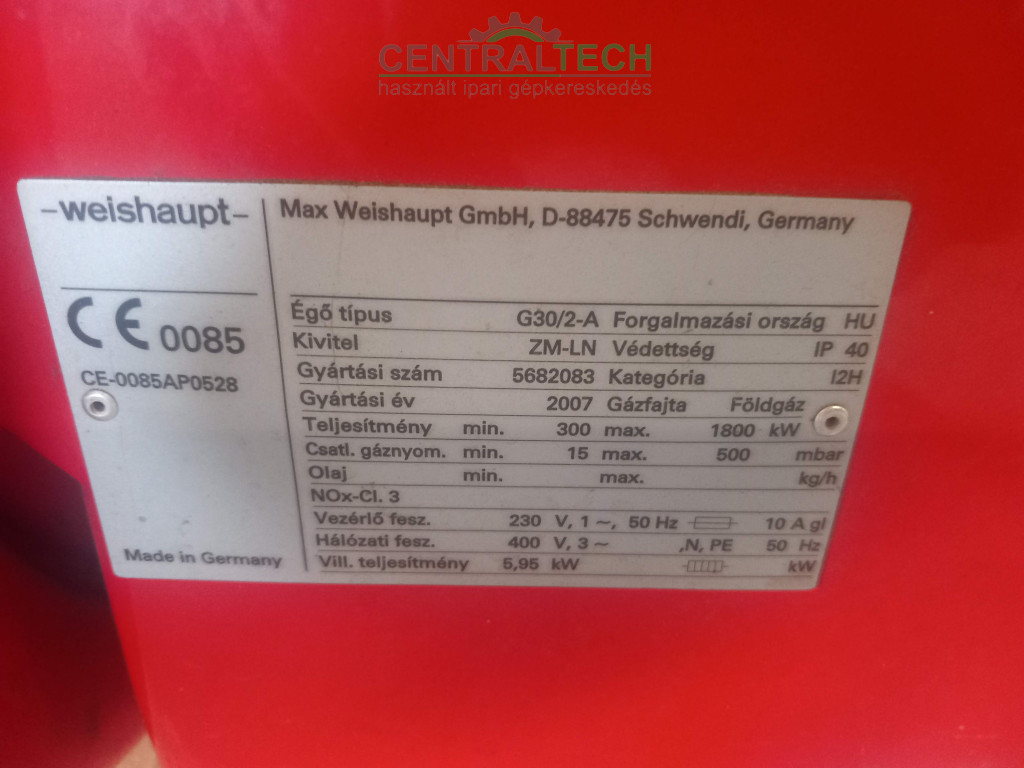 CENTRALTECH
használt ipari gépkereskedés
-weishaupt-
Max Weishaupt GmbH, D-88475 Schwendi, Germany
CE 0085
CE-0085AP0528
Made in Germany
Égő típus G30/2-A Forgalmazási ország HU
Kivitel ZM-LN Védettség IP 40
Gyártási szám 5682083 Kategória I2H
Gyártási év 2007 Gázfajta Földgáz
Teljesítmény min. 300 max. 1800 kW
Csatl. gáznyom. min. 15 max. 500 mbar
Olaj min. max. kg/h
NOx-Cl. 3
Vezérlő fesz. 230 V, 1 ~, 50 Hz 10 A gl
Hálózati fesz. 400 V, 3 ~ ,N, PE 50 Hz
Vill. teljesítmény 5,95 kW kW